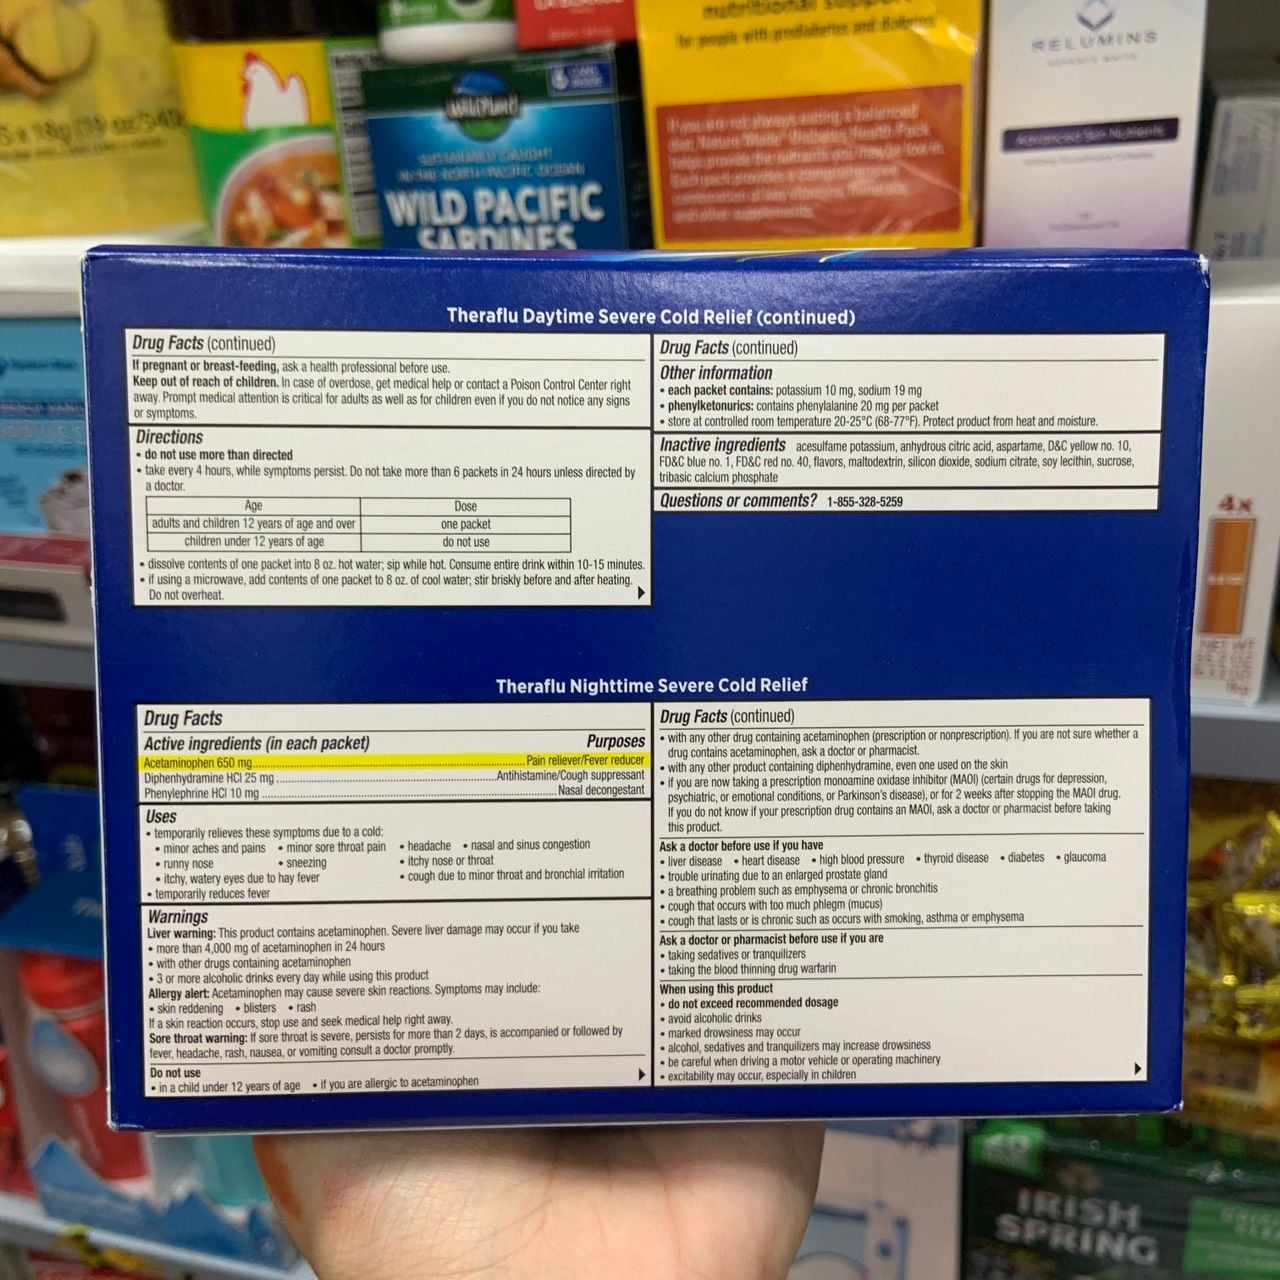 nutritional support
for people with prediabetes and diabetes
RELUMINS
Advanced Skin Nutrients
Wild Planet
SUSTAINABLY CAUGHT
IN THE NORTH PACIFIC OCEAN
WILD PACIFIC
SARDINES
If you are not always eating a balanced
Theraflu Daytime Severe Cold Relief (continued)
Drug Facts (continued)
If pregnant or breast-feeding, ask a health professional before use.
Keep out of reach of children. In case of overdose, get medical help or contact a Poison Control Center right
away. Prompt medical attention is critical for adults as well as for children even if you do not notice any signs
or symptoms.
Directions
• do not use more than directed
• take every 4 hours, while symptoms persist. Do not take more than 6 packets in 24 hours unless directed by
a doctor.
Age Dose
adults and children 12 years of age and over one packet
children under 12 years of age do not use
• dissolve contents of one packet into 8 oz. hot water; sip while hot. Consume entire drink within 10-15 minutes.
• if using a microwave, add contents of one packet to 8 oz. of cool water; stir briskly before and after heating.
Do not overheat.
Drug Facts (continued)
Other information
• each packet contains: potassium 10 mg, sodium 19 mg
• phenylketonurics: contains phenylalanine 20 mg per packet
• store at controlled room temperature 20-25°C (68-77°F). Protect product from heat and moisture.
Inactive ingredients acesulfame potassium, anhydrous citric acid, aspartame, D&C yellow no. 10,
FD&C blue no. 1, FD&C red no. 40, flavors, maltodextrin, silicon dioxide, sodium citrate, soy lecithin, sucrose,
tribasic calcium phosphate
Questions or comments? 1-855-328-5259
4x
NET WT
Theraflu Nighttime Severe Cold Relief
Drug Facts
Active ingredients (in each packet) Purposes
Acetaminophen 650 mg Pain reliever/Fever reducer
Diphenhydramine HCl 25 mg Antihistamine/Cough suppressant
Phenylephrine HCl 10 mg Nasal decongestant
Uses
• temporarily relieves these symptoms due to a cold:
• minor aches and pains • minor sore throat pain • headache • nasal and sinus congestion
• runny nose • sneezing • itchy nose or throat
• itchy, watery eyes due to hay fever • cough due to minor throat and bronchial irritation
• temporarily reduces fever
Warnings
Liver warning: This product contains acetaminophen. Severe liver damage may occur if you take
• more than 4,000 mg of acetaminophen in 24 hours
• with other drugs containing acetaminophen
• 3 or more alcoholic drinks every day while using this product
Allergy alert: Acetaminophen may cause severe skin reactions. Symptoms may include:
• skin reddening • blisters • rash
If a skin reaction occurs, stop use and seek medical help right away.
Sore throat warning: If sore throat is severe, persists for more than 2 days, is accompanied or followed by
fever, headache, rash, nausea, or vomiting consult a doctor promptly.
Do not use
• in a child under 12 years of age • if you are allergic to acetaminophen
Drug Facts (continued)
• with any other drug containing acetaminophen (prescription or nonprescription). If you are not sure whether a
drug contains acetaminophen, ask a doctor or pharmacist.
• with any other product containing diphenhydramine, even one used on the skin
• if you are now taking a prescription monoamine oxidase inhibitor (MAOI) (certain drugs for depression,
psychiatric, or emotional conditions, or Parkinson's disease), or for 2 weeks after stopping the MAOI drug.
If you do not know if your prescription drug contains an MAOI, ask a doctor or pharmacist before taking
this product.
Ask a doctor before use if you have
• liver disease • heart disease • high blood pressure • thyroid disease • diabetes • glaucoma
• trouble urinating due to an enlarged prostate gland
• a breathing problem such as emphysema or chronic bronchitis
• cough that occurs with too much phlegm (mucus)
• cough that lasts or is chronic such as occurs with smoking, asthma or emphysema
Ask a doctor or pharmacist before use if you are
• taking sedatives or tranquilizers
• taking the blood thinning drug warfarin
When using this product
• do not exceed recommended dosage
• avoid alcoholic drinks
• marked drowsiness may occur
• alcohol, sedatives and tranquilizers may increase drowsiness
• be careful when driving a motor vehicle or operating machinery
• excitability may occur, especially in children
IRISH
SPRING